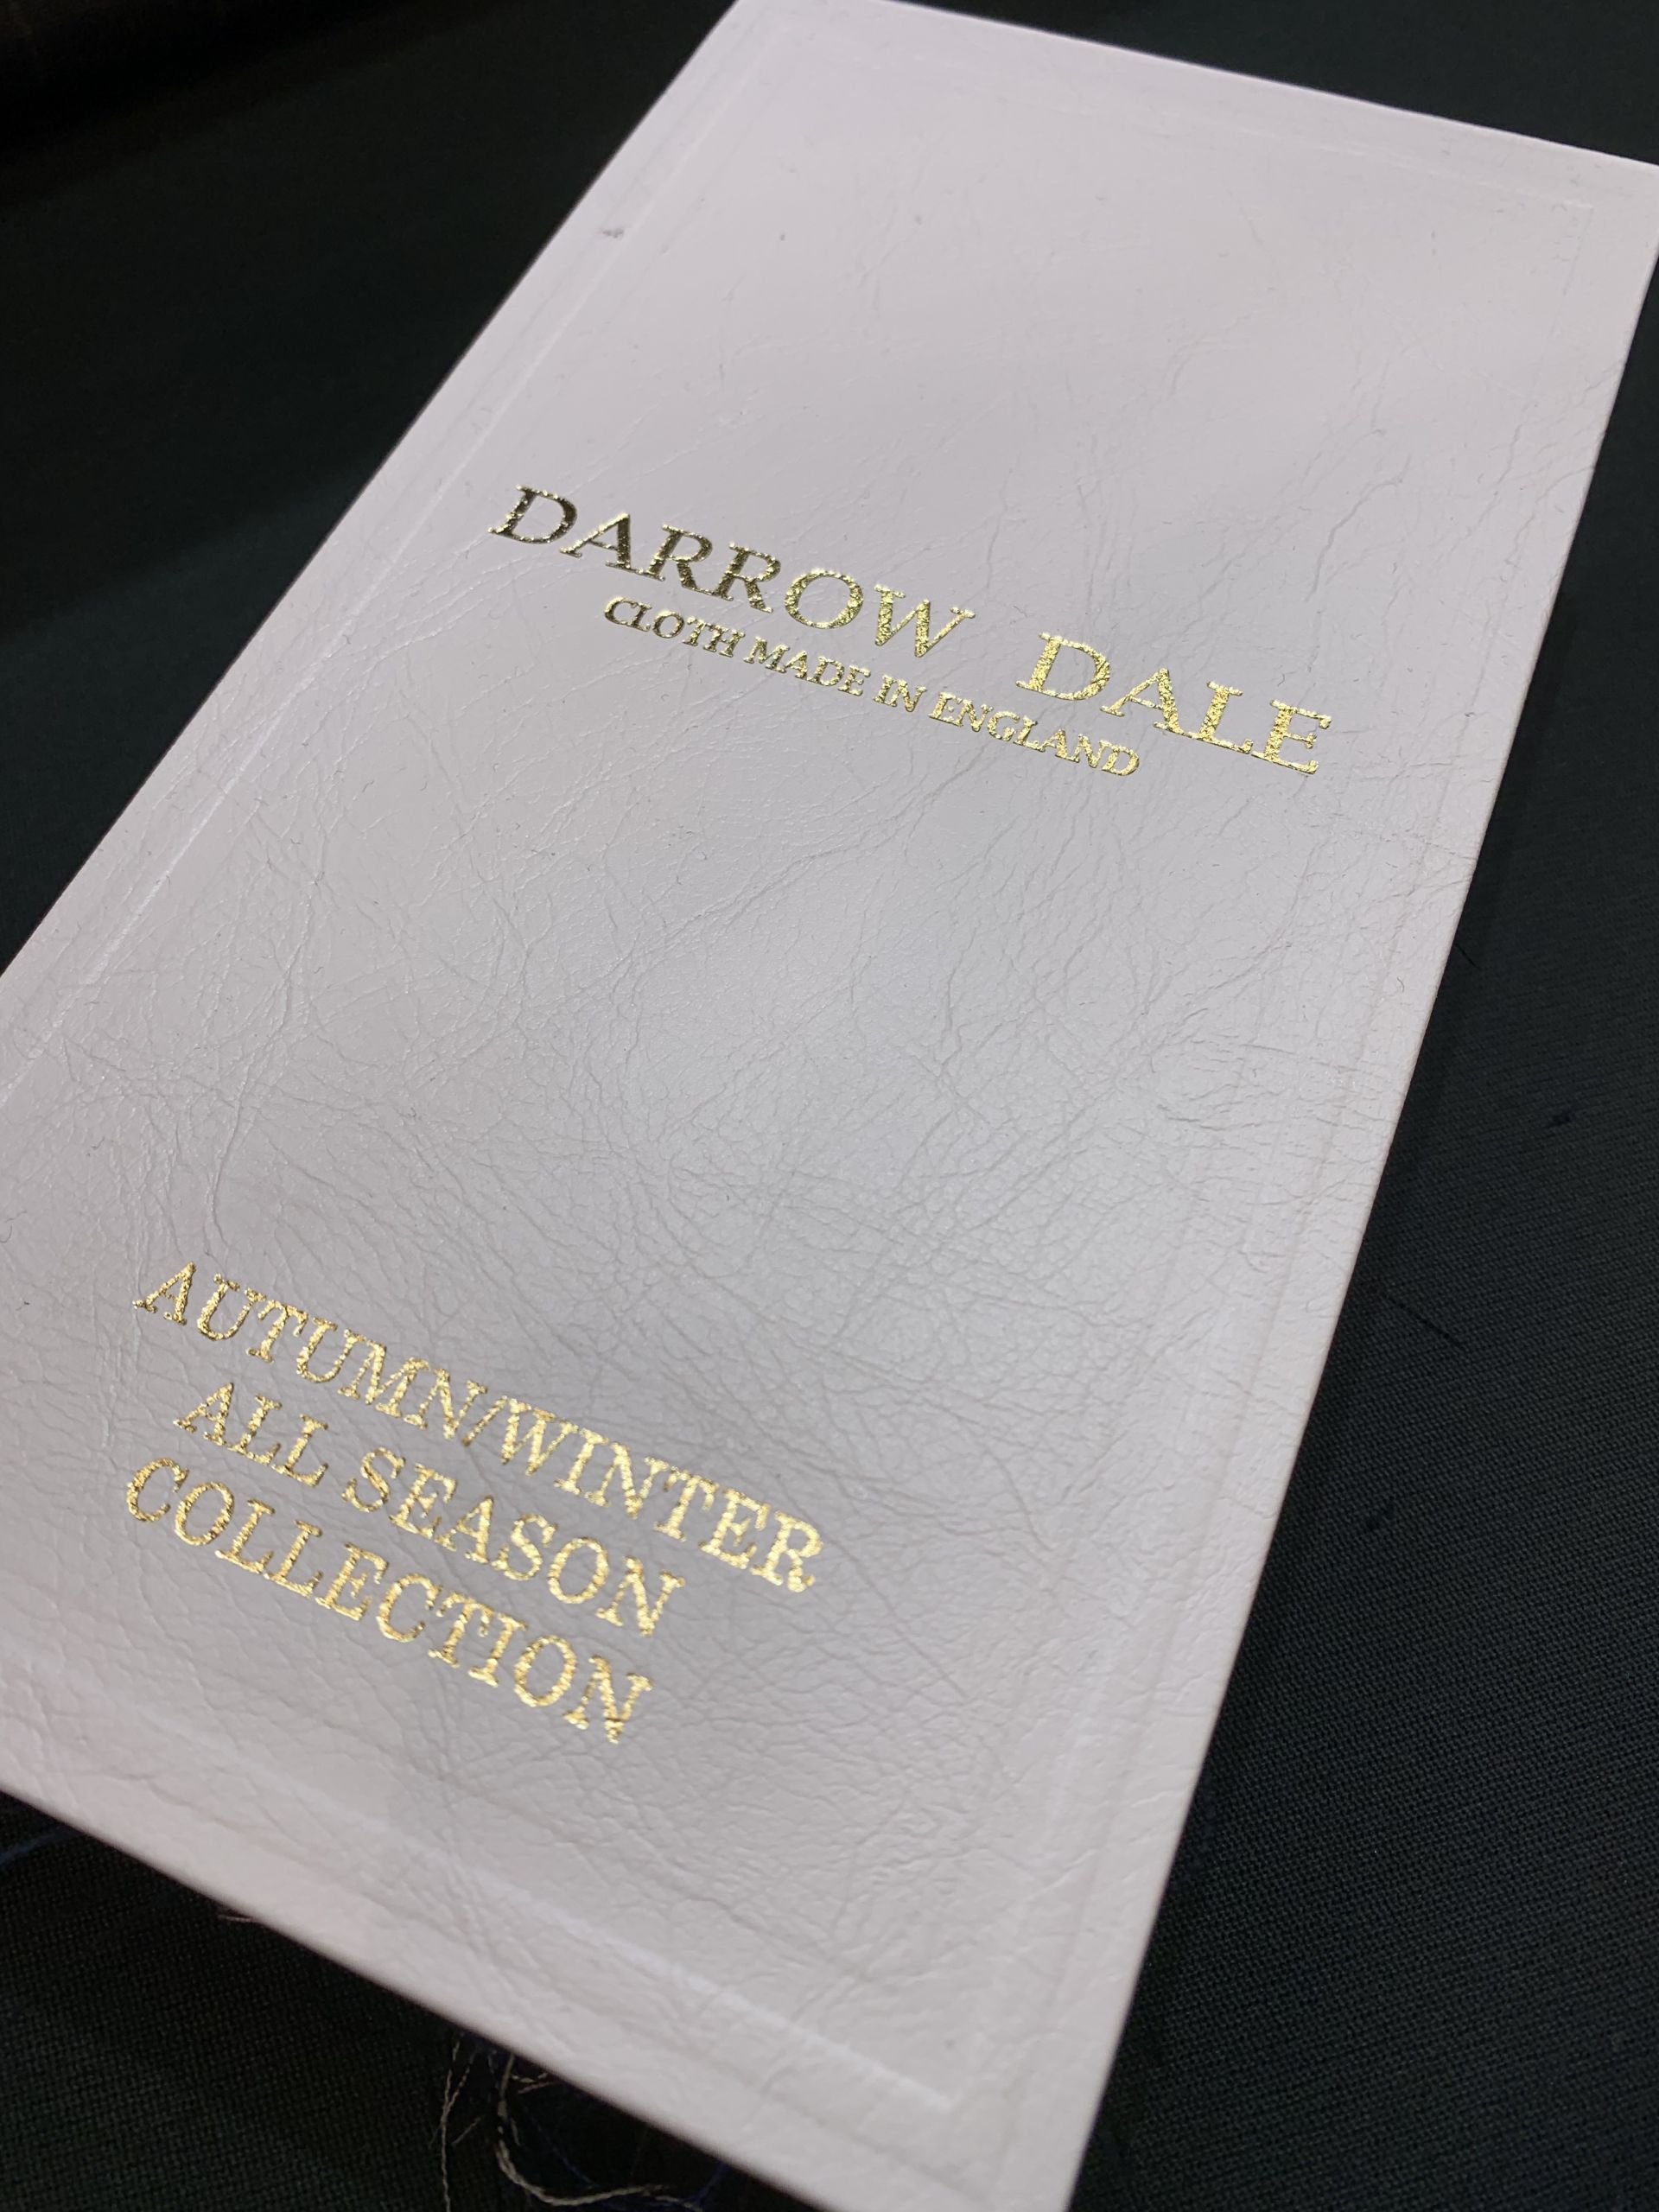 DARROW DALE
CLOTH MADE IN ENGLAND
AUTUMN/WINTER
ALL SEASON
COLLECTION